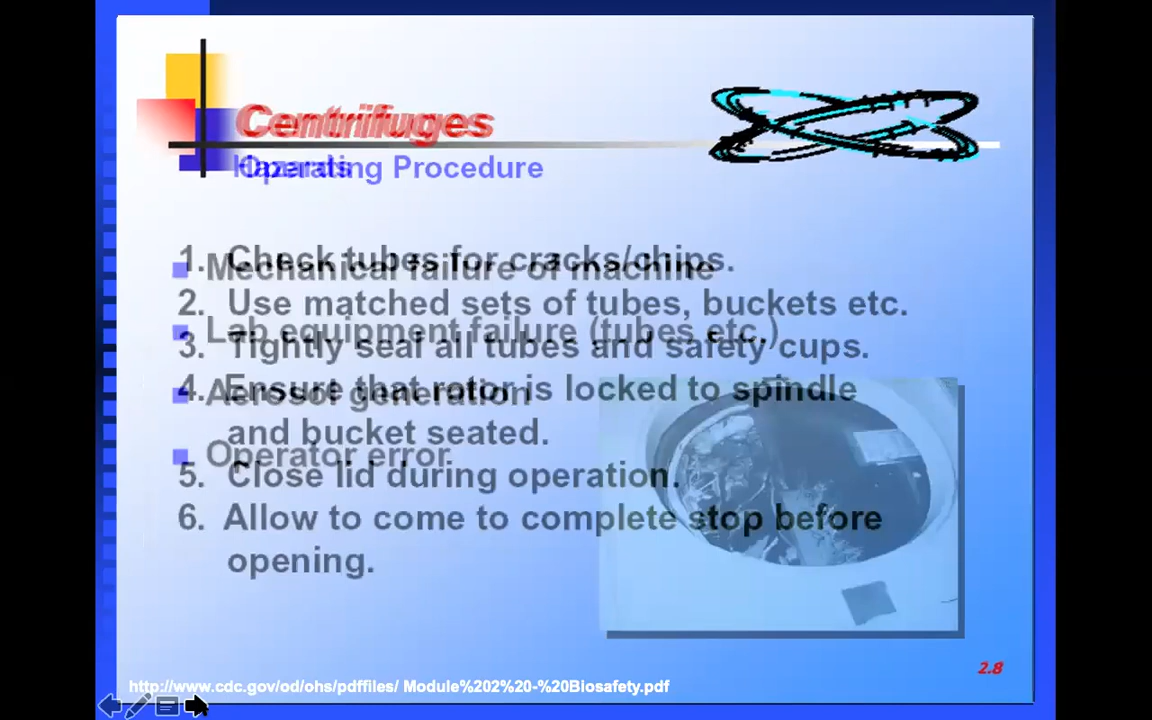 Centrifuges
Hazards
Operating Procedure
1. Check tubes for cracks/chips.
■ Mechanical failure of machine
2. Use matched sets of tubes, buckets etc.
■ Lab equipment failure (tubes etc.)
3. Tightly seal all tubes and safety cups.
4. Ensure that rotor is locked to spindle
■ Aerosol generation
and bucket seated.
■ Operator error
5. Close lid during operation.
6. Allow to come to complete stop before
opening.
2.8
http://www.cdc.gov/od/ohs/pdffiles/ Module%202%20-%20Biosafety.pdf